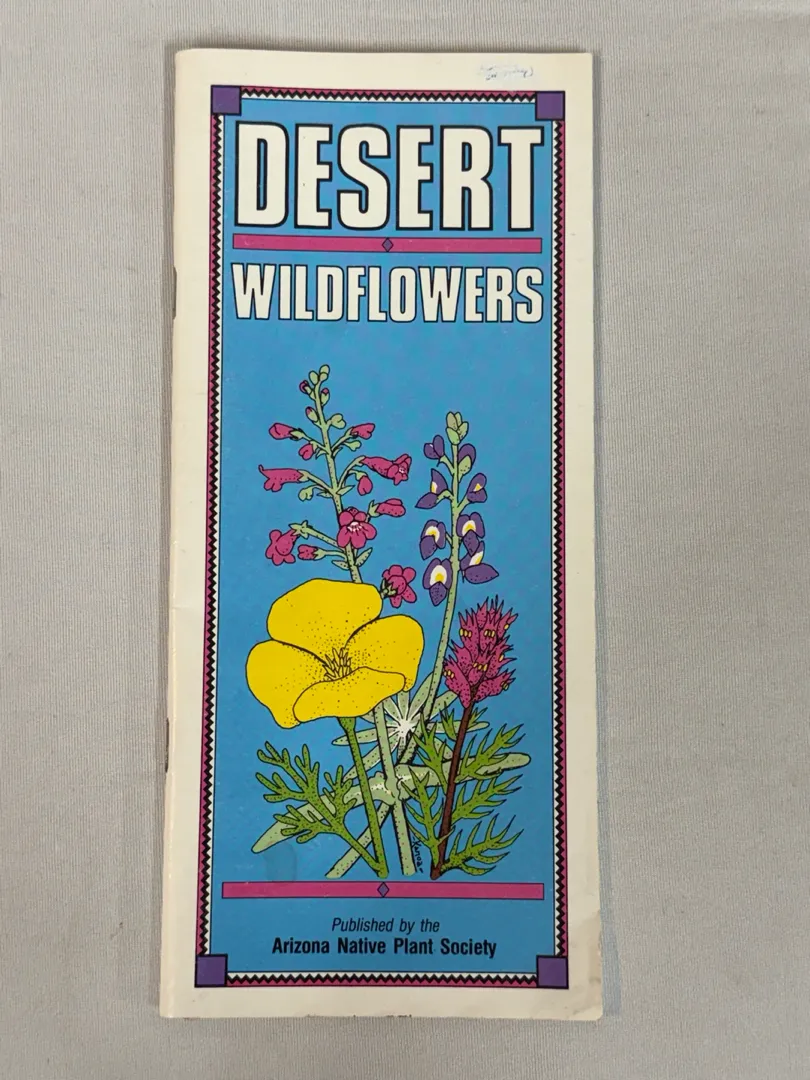 DESERT
WILDFLOWERS
Published by the
Arizona Native Plant Society